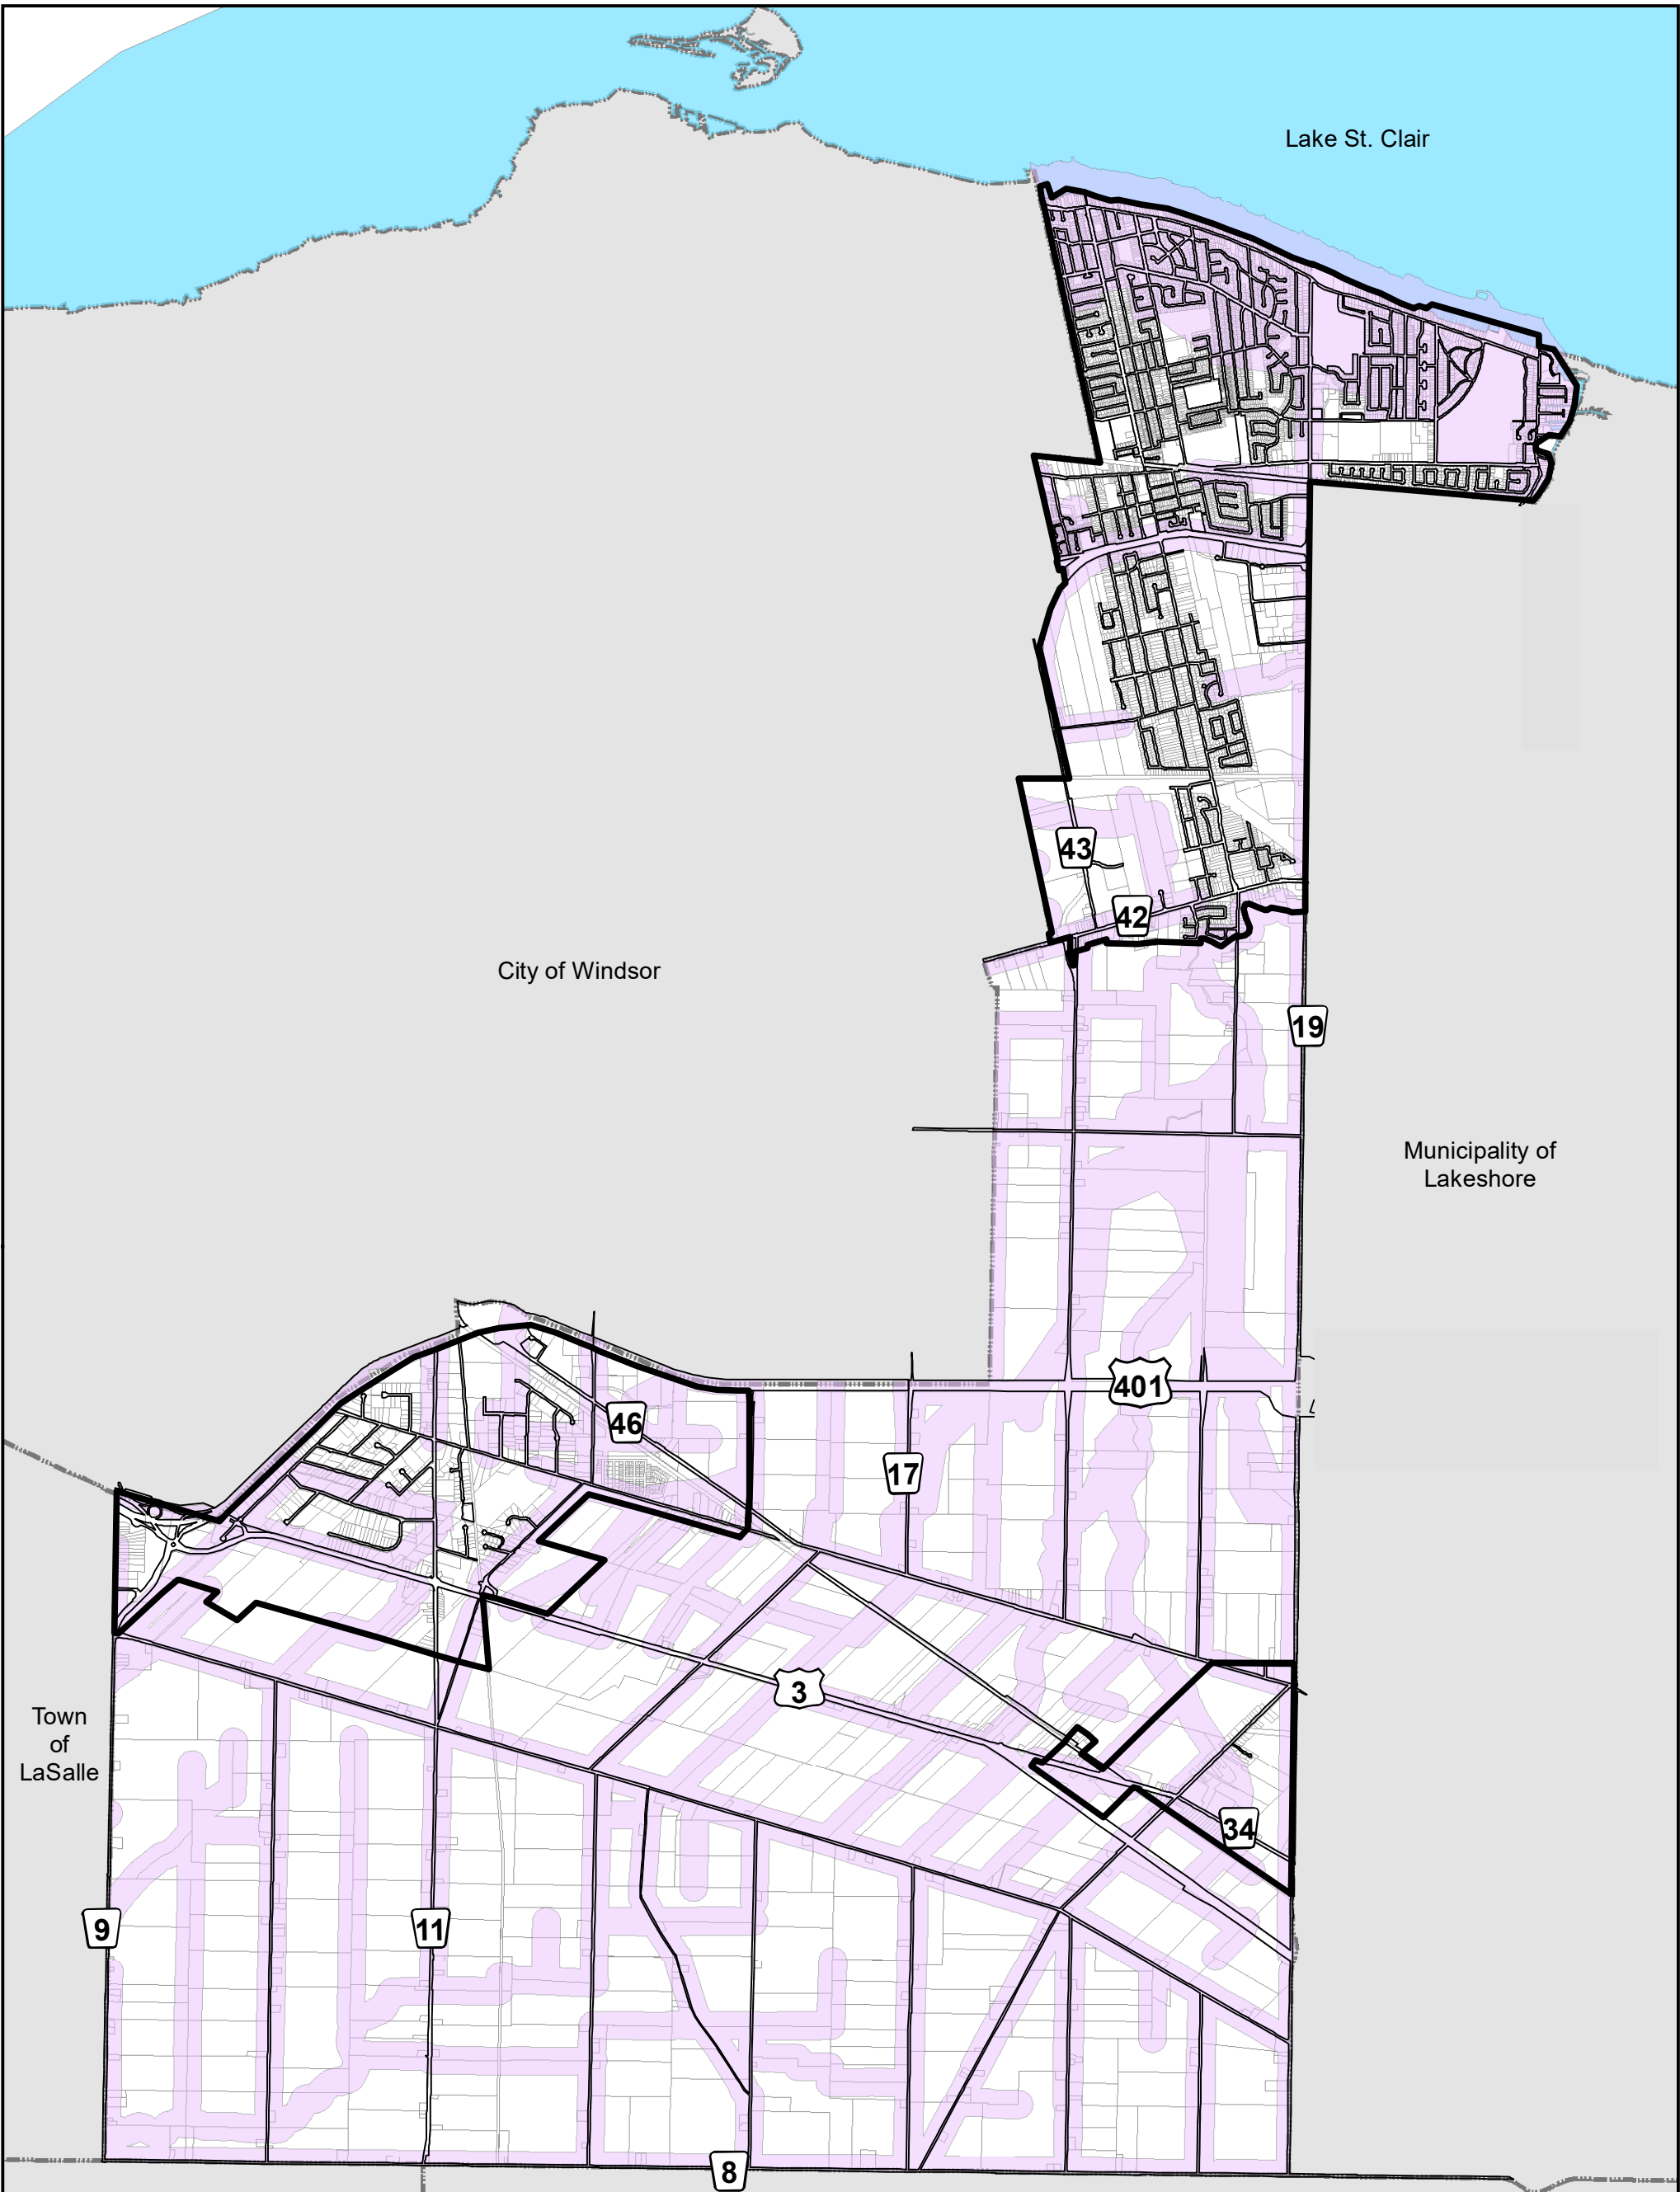 Lake St. Clair
43
42
City of Windsor
19
Municipality of
Lakeshore
401
46
17
3
Town
of
LaSalle
34
9
11
8